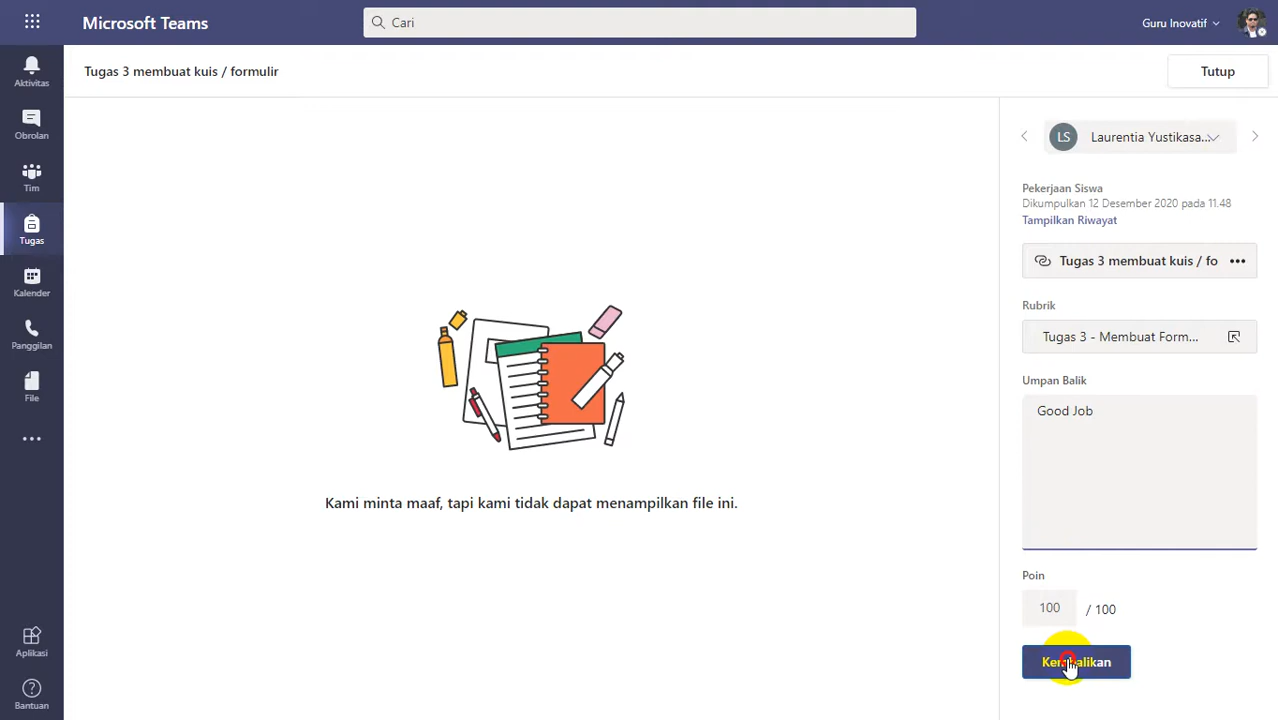 Microsoft Teams
Cari
Guru Inovatif
Aktivitas
Obrolan
Tim
Tugas
Kalender
Panggilan
File
Aplikasi
Bantuan
Tugas 3 membuat kuis / formulir
Tutup
LS
Laurentia Yustikasa...
Pekerjaan Siswa
Dikumpulkan 12 Desember 2020 pada 11.48
Tampilkan Riwayat
Tugas 3 membuat kuis / fo
Rubrik
Tugas 3 - Membuat Form...
Umpan Balik
Good Job
Kami minta maaf, tapi kami tidak dapat menampilkan file ini.
Poin
100 / 100
Kembalikan